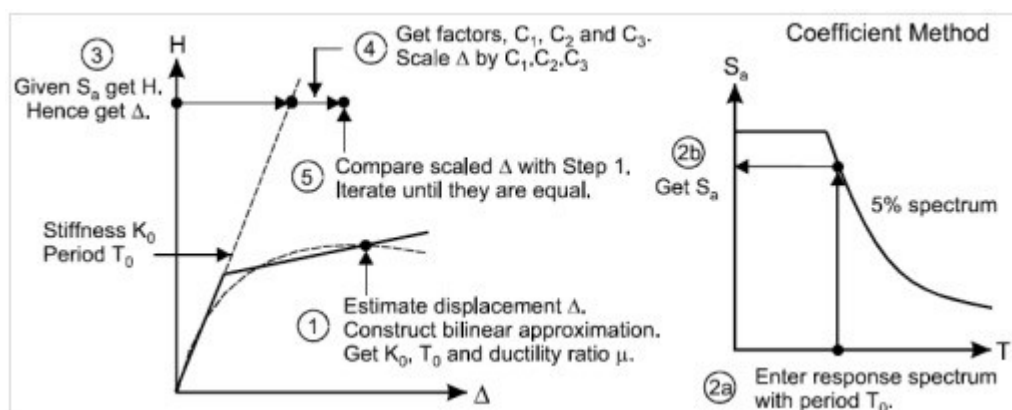 Coefficient Method
H
3
Given Sa get H.
Hence get Δ.
4
Get factors, C1, C2 and C3.
Scale Δ by C1,C2,C3
5
Compare scaled Δ with Step 1.
Iterate until they are equal.
Stiffness K0
Period T0
1
Estimate displacement Δ.
Construct bilinear approximation.
Get K0, T0 and ductility ratio μ.
Δ
Sa
2b
Get Sa
5% spectrum
T
2a
Enter response spectrum
with period T0.